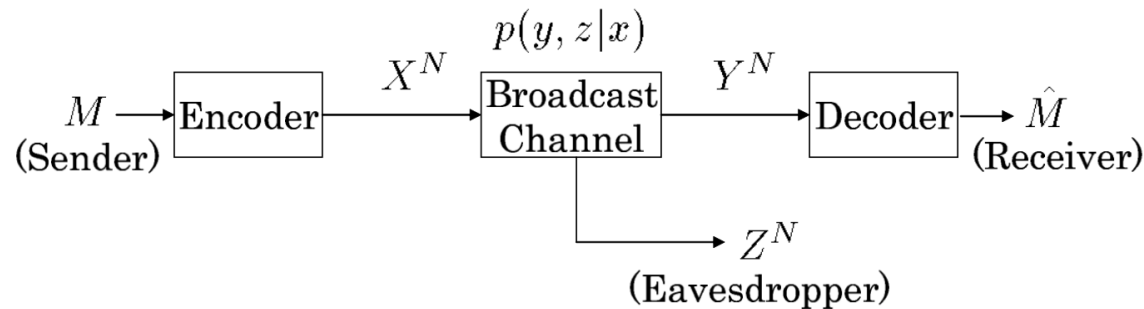 p(y, z|x)
X^N
Y^N
M
Encoder
Broadcast
Channel
Decoder
M̂
(Sender)
(Receiver)
Z^N
(Eavesdropper)